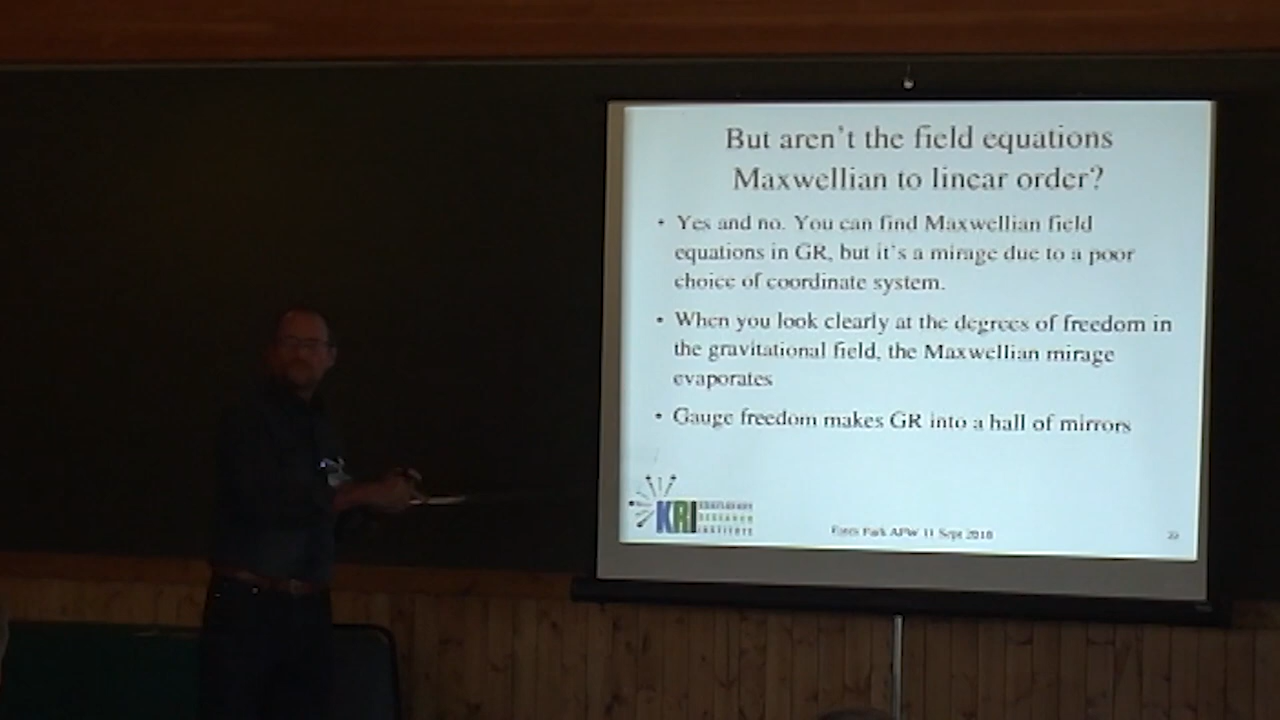 But aren't the field equations
Maxwellian to linear order?
• Yes and no. You can find Maxwellian field
equations in GR, but it's a mirage due to a poor
choice of coordinate system.
• When you look clearly at the degrees of freedom in
the gravitational field, the Maxwellian mirage
evaporates
• Gauge freedom makes GR into a hall of mirrors
KRI
RESEARCH
INSTITUTE
Estes Park APW 11 Sept 2018